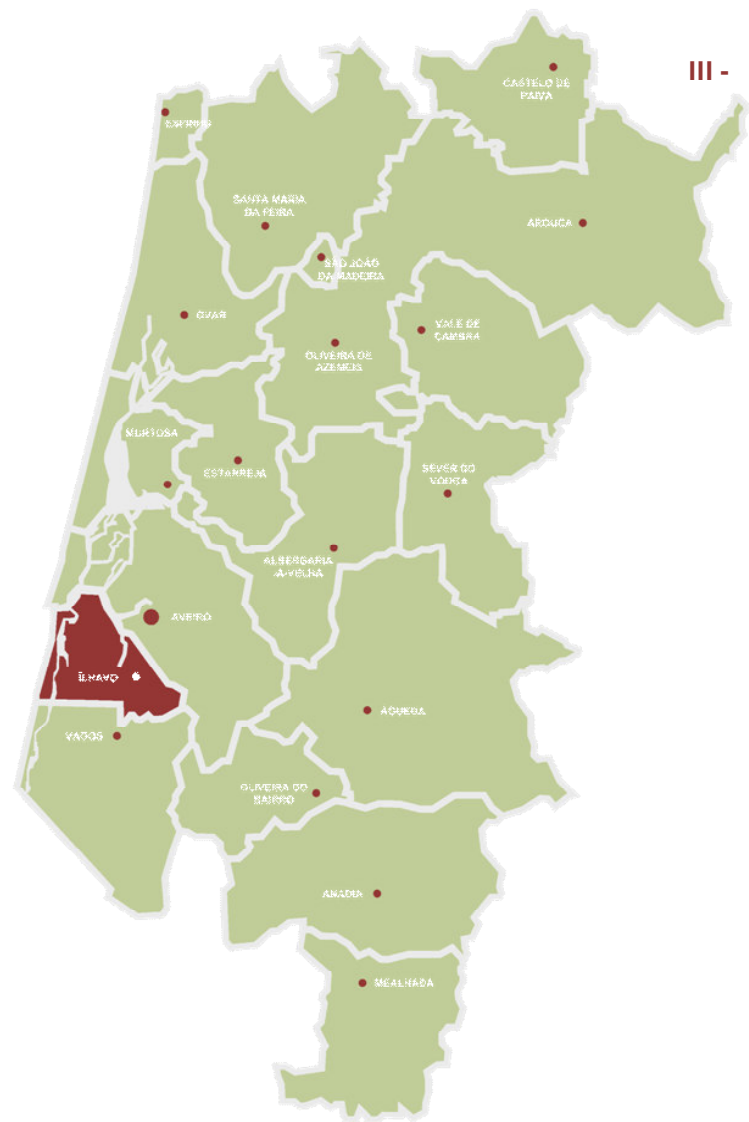 III -
CASTELO DE
PAIVA
ESPINHO
SANTA MARIA
DA FEIRA
AROUCA
SÃO JOÃO
DA MADEIRA
OVAR
VALE DE
CAMBRA
OLIVEIRA DE
AZEMEIS
MURTOSA
ESTARREJA
SEVER DO
VOUGA
ALBERGARIA
-A-VELHA
AVEIRO
ÍLHAVO
ÁGUEDA
VAGOS
OLIVEIRA DO
BAIRRO
ANADIA
MEALHADA